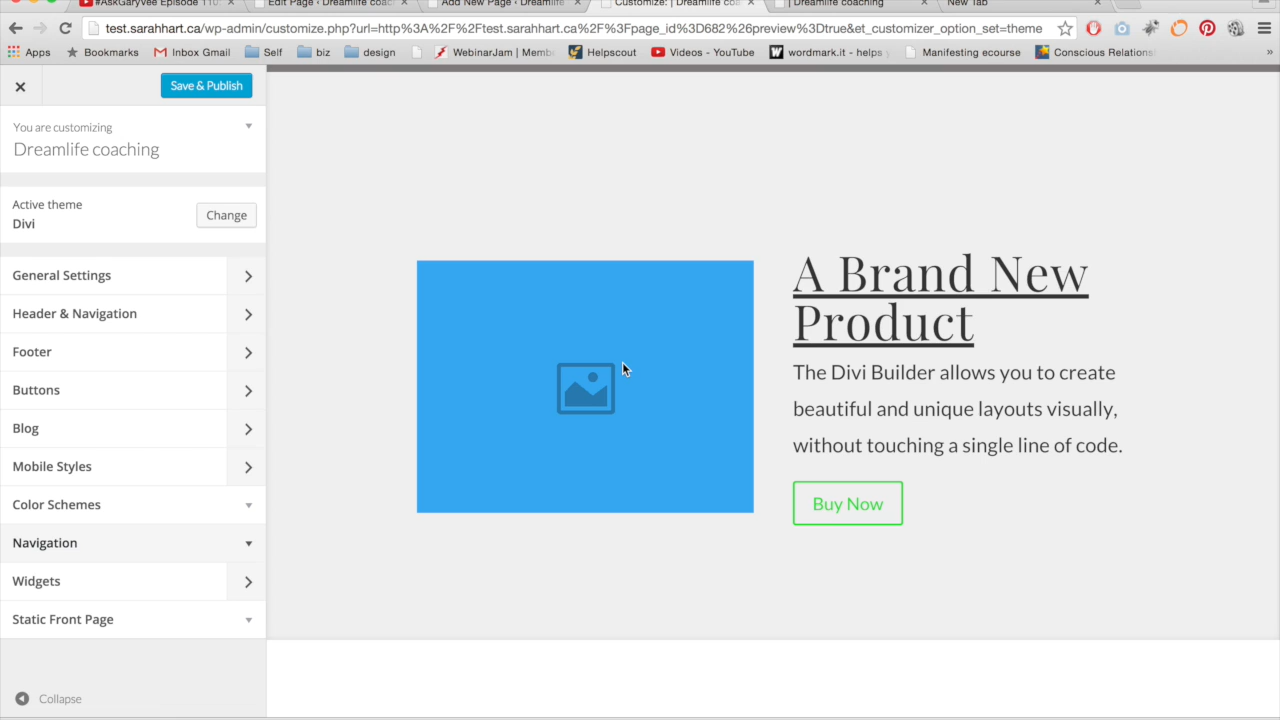 #AskGaryVee Episode 110:
Edit Page ‹ Dreamlife coac
Add New Page ‹ Dreamlife
Customize: | Dreamlife coa
| Dreamlife coaching
New Tab
test.sarahhart.ca/wp-admin/customize.php?url=http%3A%2F%2Ftest.sarahhart.ca%2F%3Fpage_id%3D682%26preview%3Dtrue&et_customizer_option_set=theme
Apps
Bookmarks
Inbox Gmail
Self
biz
design
WebinarJam | Memb
Helpscout
Videos - YouTube
wordmark.it - helps y
Manifesting ecourse
Conscious Relations
»
Save & Publish
You are customizing
Dreamlife coaching
Active theme
Divi
Change
General Settings
Header & Navigation
Footer
Buttons
Blog
Mobile Styles
Color Schemes
Navigation
Widgets
Static Front Page
Collapse
A Brand New
Product
The Divi Builder allows you to create
beautiful and unique layouts visually,
without touching a single line of code.
Buy Now